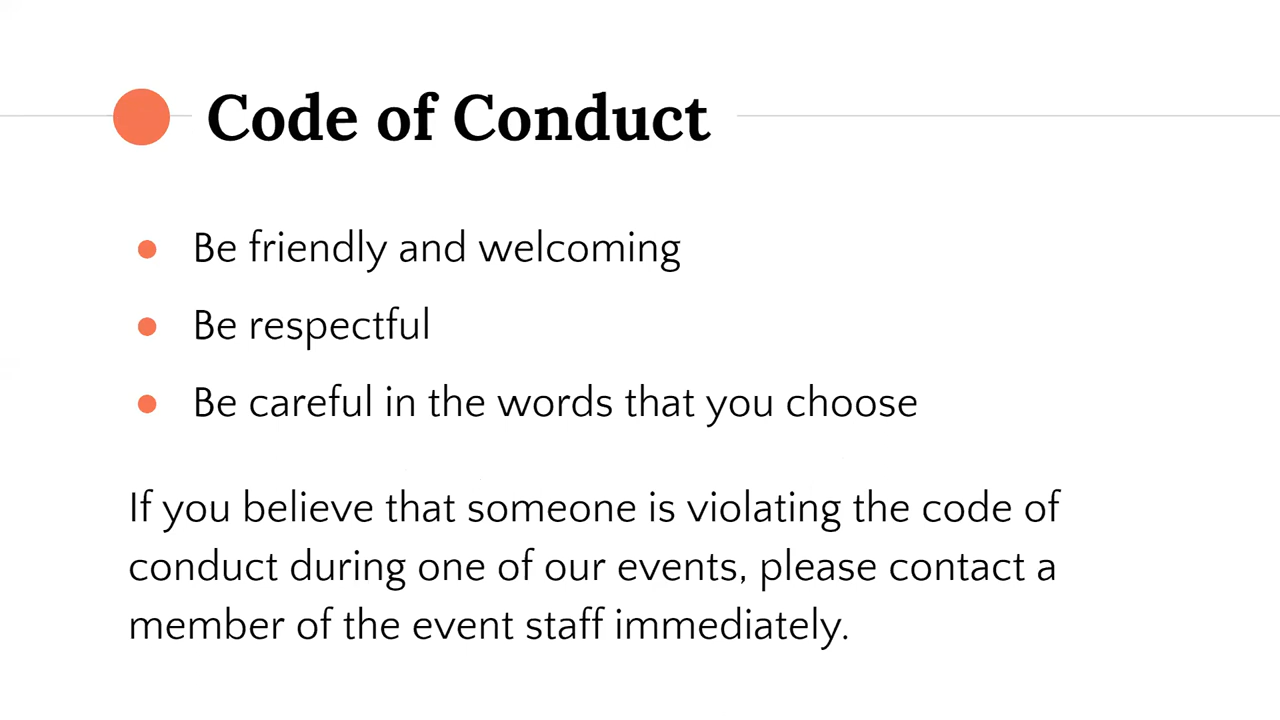 Code of Conduct
Be friendly and welcoming
Be respectful
Be careful in the words that you choose
If you believe that someone is violating the code of
conduct during one of our events, please contact a
member of the event staff immediately.